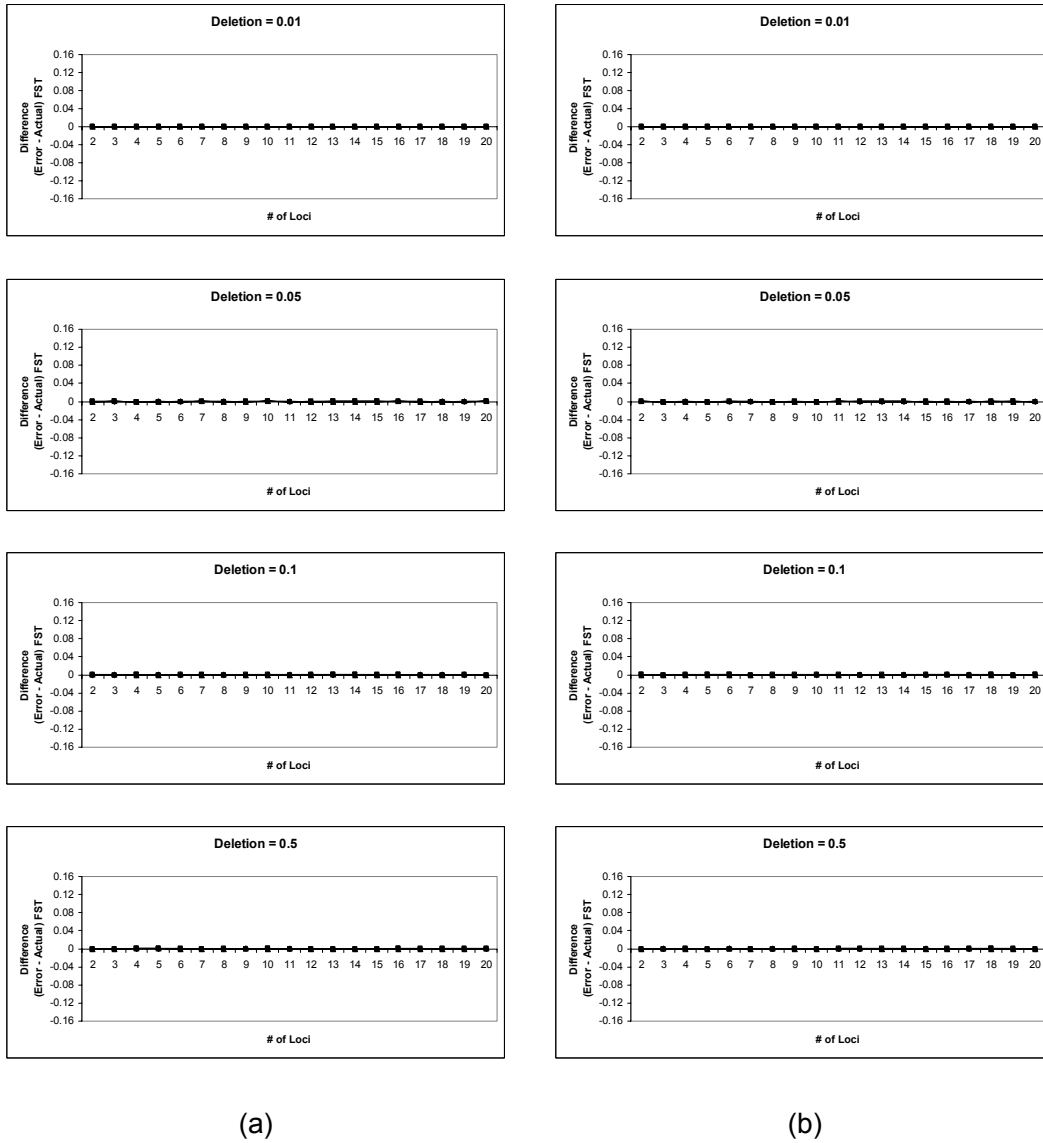 Deletion = 0.01
0.16
0.12
0.08
0.04
0
-0.04
-0.08
-0.12
-0.16
2 3 4 5 6 7 8 9 10 11 12 13 14 15 16 17 18 19 20
# of Loci
Difference
(Error - Actual) FST
Deletion = 0.01
0.16
0.12
0.08
0.04
0
-0.04
-0.08
-0.12
-0.16
2 3 4 5 6 7 8 9 10 11 12 13 14 15 16 17 18 19 20
# of Loci
Difference
(Error - Actual) FST
Deletion = 0.05
0.16
0.12
0.08
0.04
0
-0.04
-0.08
-0.12
-0.16
2 3 4 5 6 7 8 9 10 11 12 13 14 15 16 17 18 19 20
# of Loci
Difference
(Error - Actual) FST
Deletion = 0.05
0.16
0.12
0.08
0.04
0
-0.04
-0.08
-0.12
-0.16
2 3 4 5 6 7 8 9 10 11 12 13 14 15 16 17 18 19 20
# of Loci
Difference
(Error - Actual) FST
Deletion = 0.1
0.16
0.12
0.08
0.04
0
-0.04
-0.08
-0.12
-0.16
2 3 4 5 6 7 8 9 10 11 12 13 14 15 16 17 18 19 20
# of Loci
Difference
(Error - Actual) FST
Deletion = 0.1
0.16
0.12
0.08
0.04
0
-0.04
-0.08
-0.12
-0.16
2 3 4 5 6 7 8 9 10 11 12 13 14 15 16 17 18 19 20
# of Loci
Difference
(Error - Actual) FST
Deletion = 0.5
0.16
0.12
0.08
0.04
0
-0.04
-0.08
-0.12
-0.16
2 3 4 5 6 7 8 9 10 11 12 13 14 15 16 17 18 19 20
# of Loci
Difference
(Error - Actual) FST
Deletion = 0.5
0.16
0.12
0.08
0.04
0
-0.04
-0.08
-0.12
-0.16
2 3 4 5 6 7 8 9 10 11 12 13 14 15 16 17 18 19 20
# of Loci
Difference
(Error - Actual) FST
(a)
(b)